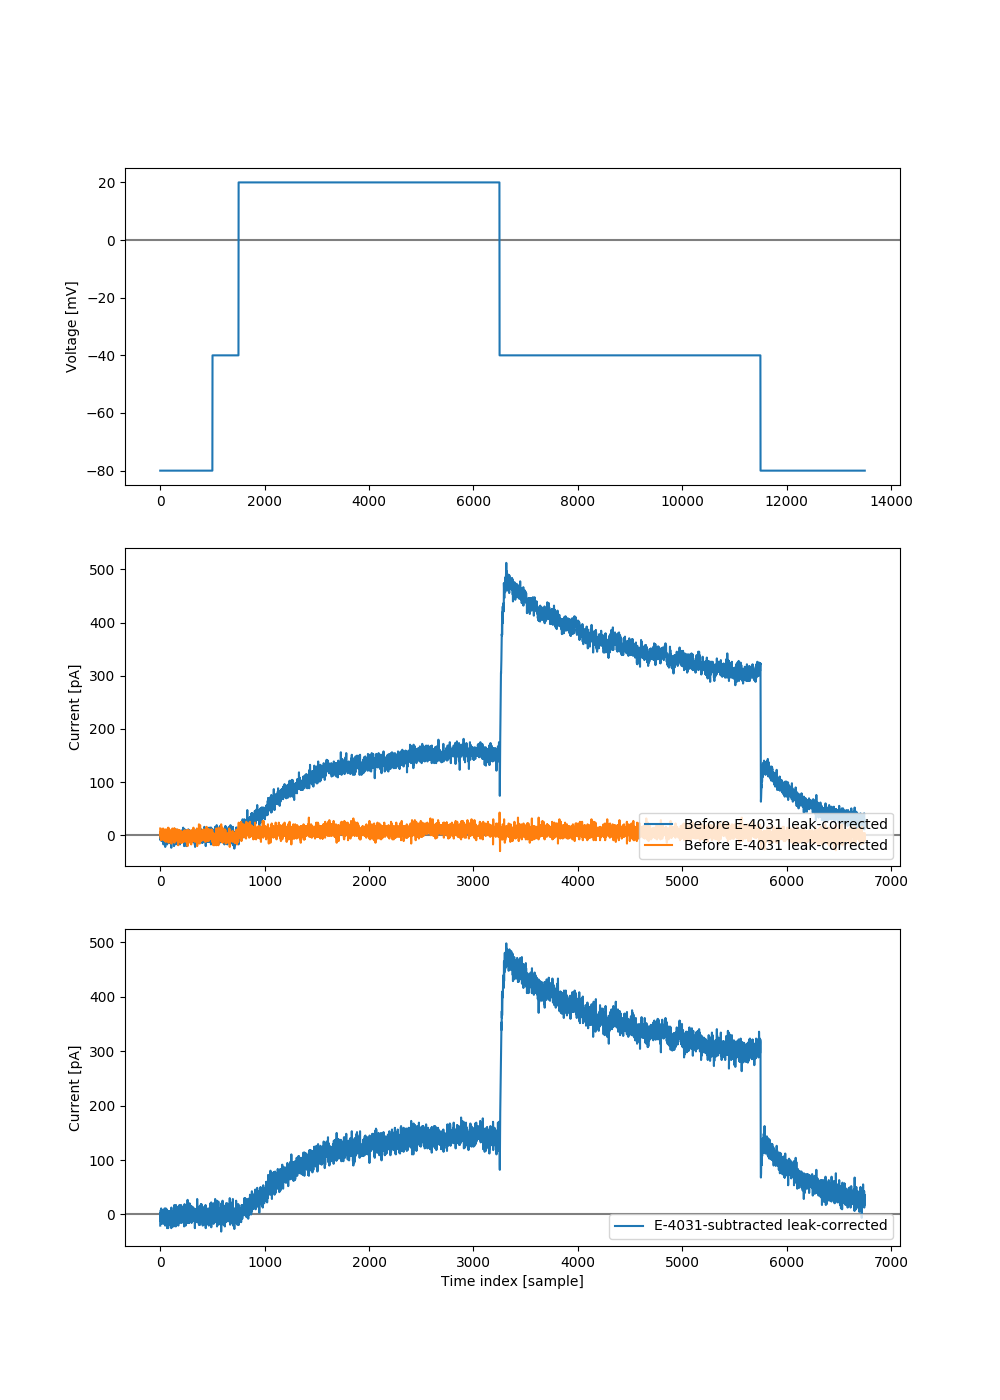 20
0
−20
−40
−60
−80
Voltage [mV]
0 2000 4000 6000 8000 10000 12000 14000
500
400
300
200
100
0
Current [pA]
Before E-4031 leak-corrected
Before E-4031 leak-corrected
0 1000 2000 3000 4000 5000 6000 7000
500
400
300
200
100
0
Current [pA]
E-4031-subtracted leak-corrected
0 1000 2000 3000 4000 5000 6000 7000
Time index [sample]